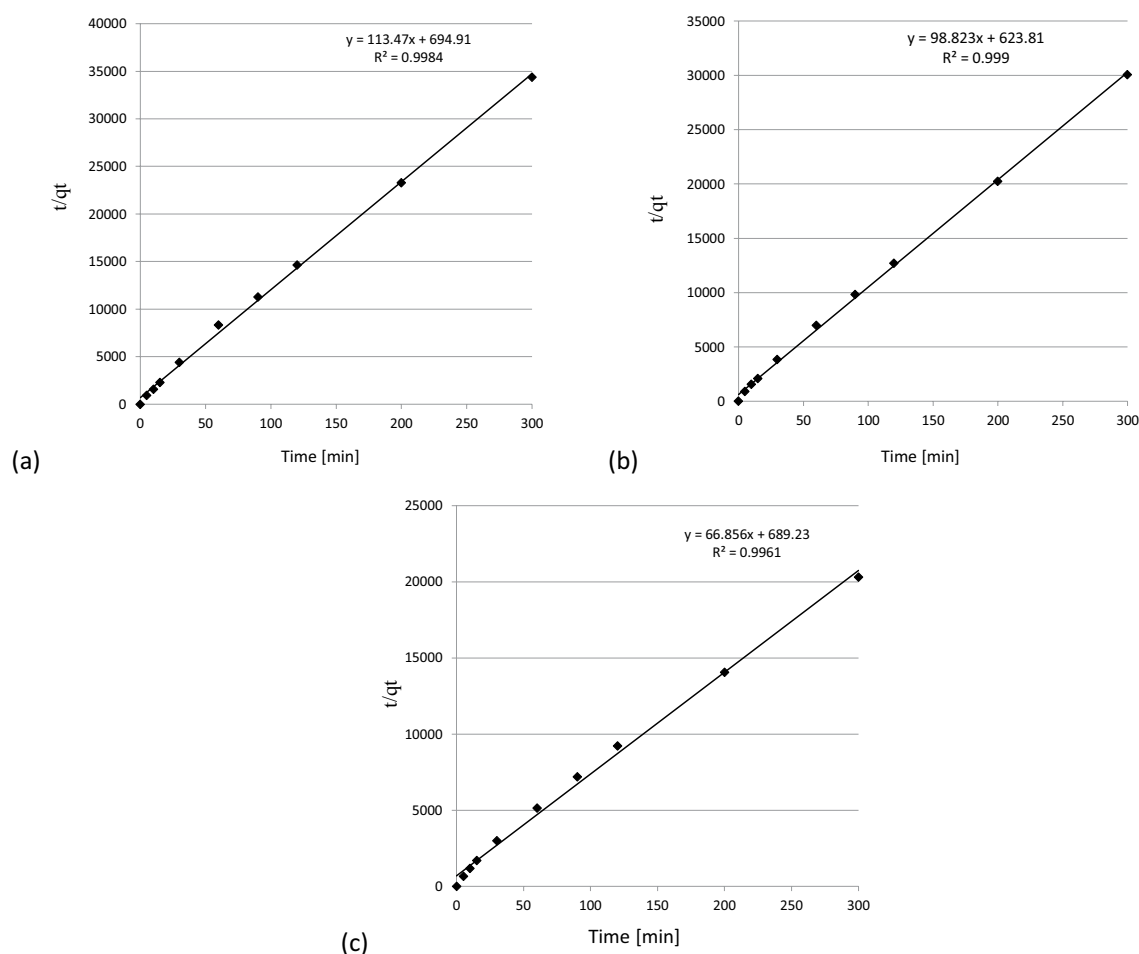 y = 113.47x + 694.91
R² = 0.9984
40000
35000
30000
25000
20000
15000
10000
5000
0
t/qt
0 50 100 150 200 250 300
Time [min]
(a)
y = 98.823x + 623.81
R² = 0.999
35000
30000
25000
20000
15000
10000
5000
0
t/qt
0 50 100 150 200 250 300
Time [min]
(b)
y = 66.856x + 689.23
R² = 0.9961
25000
20000
15000
10000
5000
0
t/qt
0 50 100 150 200 250 300
Time [min]
(c)